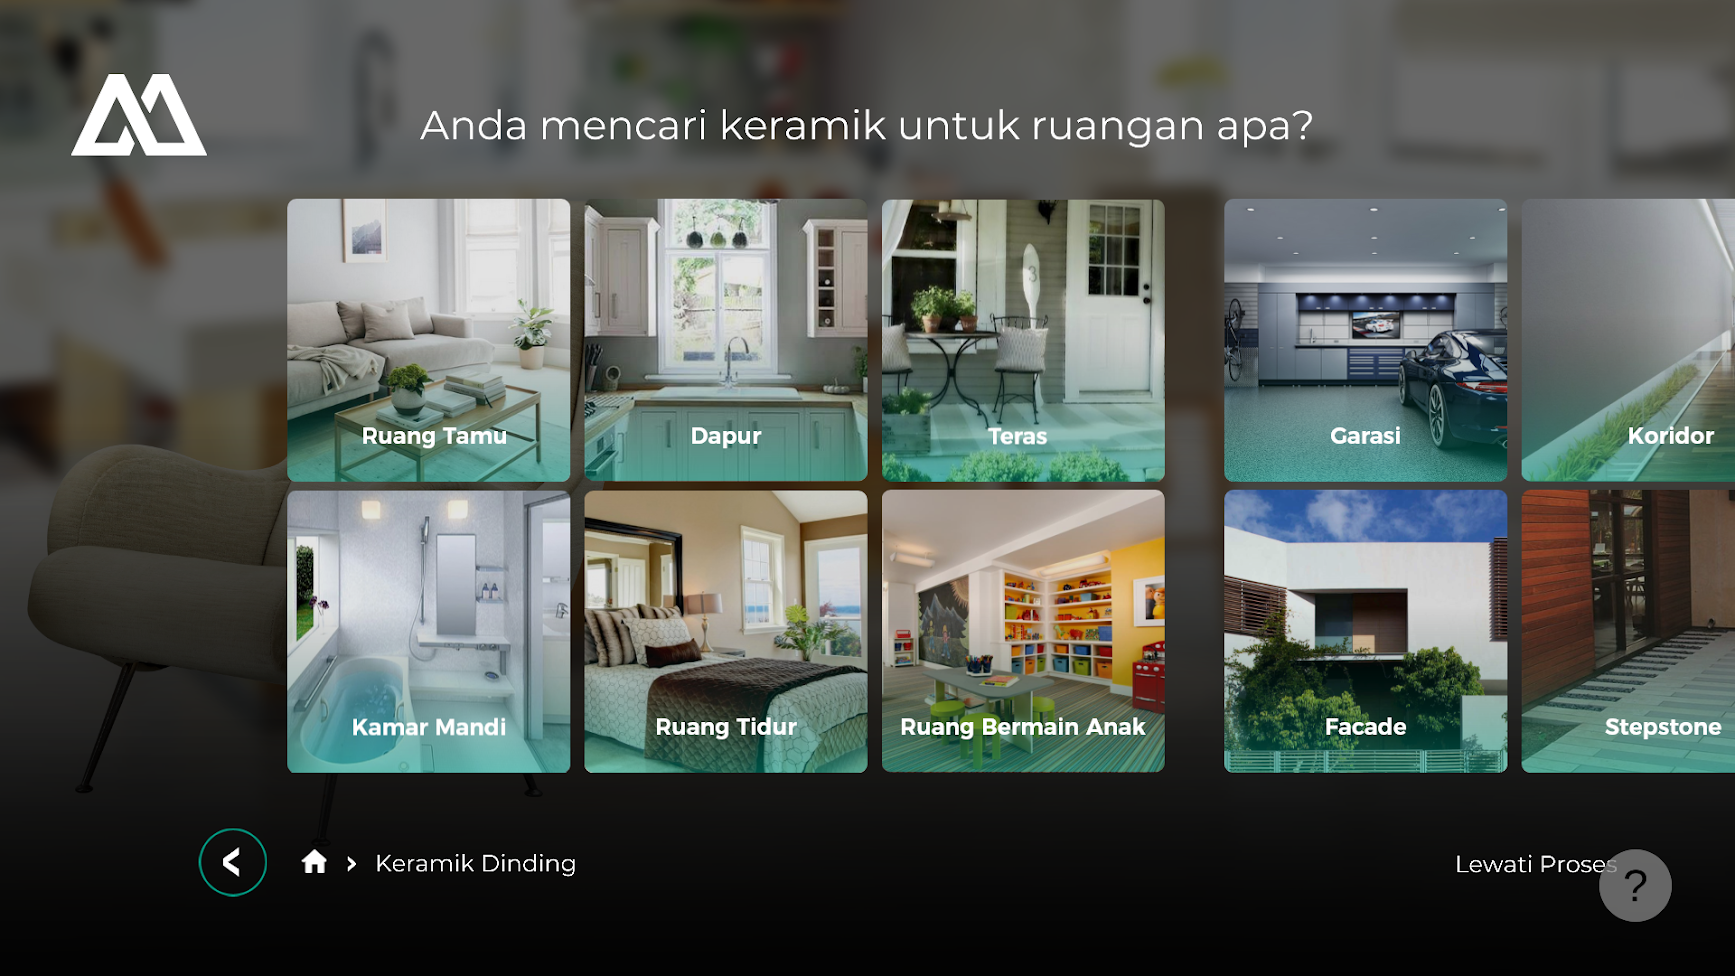 Anda mencari keramik untuk ruangan apa?
Ruang Tamu
Dapur
Teras
Garasi
Koridor
Kamar Mandi
Ruang Tidur
Ruang Bermain Anak
Facade
Stepstone
Keramik Dinding
Lewati Proses
?